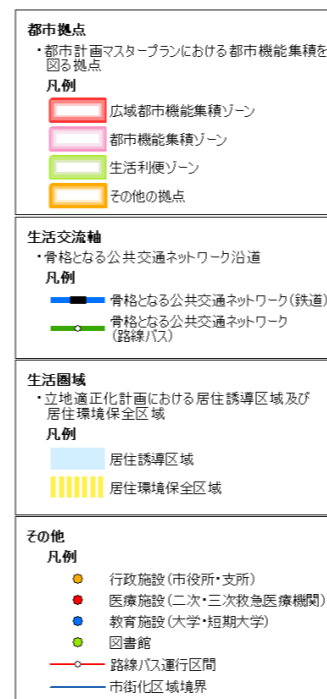 都市拠点
・都市計画マスタープランにおける都市機能集積を
図る拠点
凡例
広域都市機能集積ゾーン
都市機能集積ゾーン
生活利便ゾーン
その他の拠点
生活交流軸
・骨格となる公共交通ネットワーク沿道
凡例
骨格となる公共交通ネットワーク(鉄道)
骨格となる公共交通ネットワーク
(路線バス)
生活圏域
・立地適正化計画における居住誘導区域及び
居住環境保全区域
凡例
居住誘導区域
居住環境保全区域
その他
凡例
行政施設(市役所・支所)
医療施設(二次・三次救急医療機関)
教育施設(大学・短期大学)
図書館
路線バス運行区間
市街化区域境界